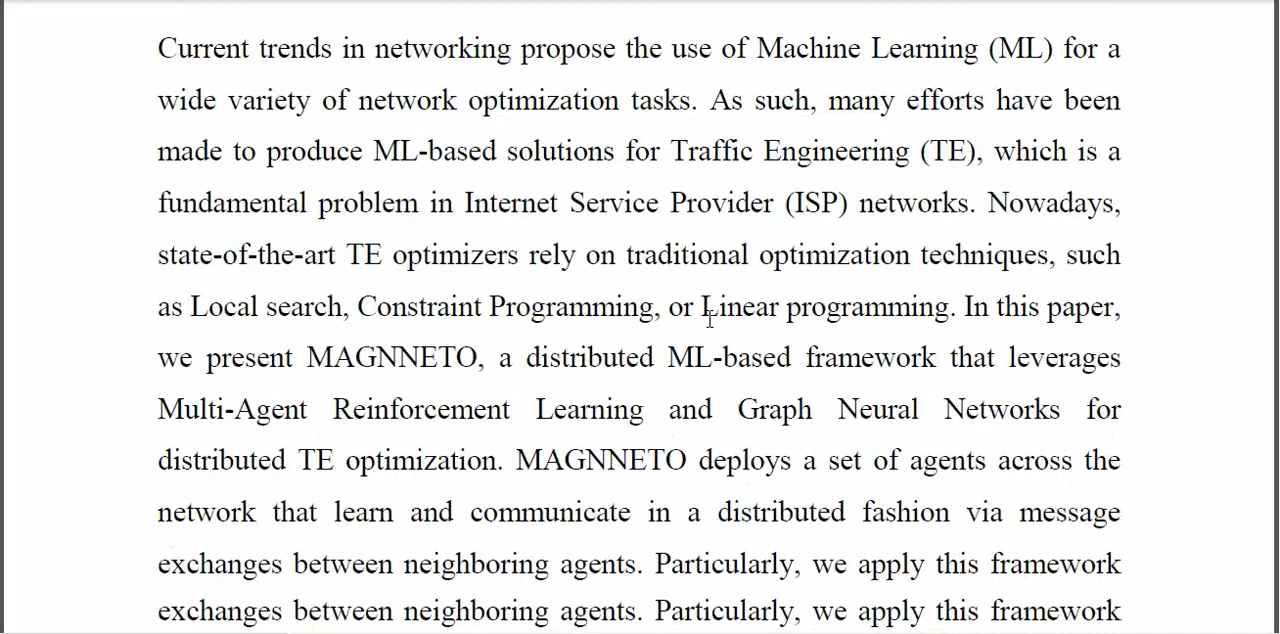 Current trends in networking propose the use of Machine Learning (ML) for a
wide variety of network optimization tasks. As such, many efforts have been
made to produce ML-based solutions for Traffic Engineering (TE), which is a
fundamental problem in Internet Service Provider (ISP) networks. Nowadays,
state-of-the-art TE optimizers rely on traditional optimization techniques, such
as Local search, Constraint Programming, or Linear programming. In this paper,
we present MAGNNETO, a distributed ML-based framework that leverages
Multi-Agent Reinforcement Learning and Graph Neural Networks for
distributed TE optimization. MAGNNETO deploys a set of agents across the
network that learn and communicate in a distributed fashion via message
exchanges between neighboring agents. Particularly, we apply this framework
exchanges between neighboring agents. Particularly, we apply this framework